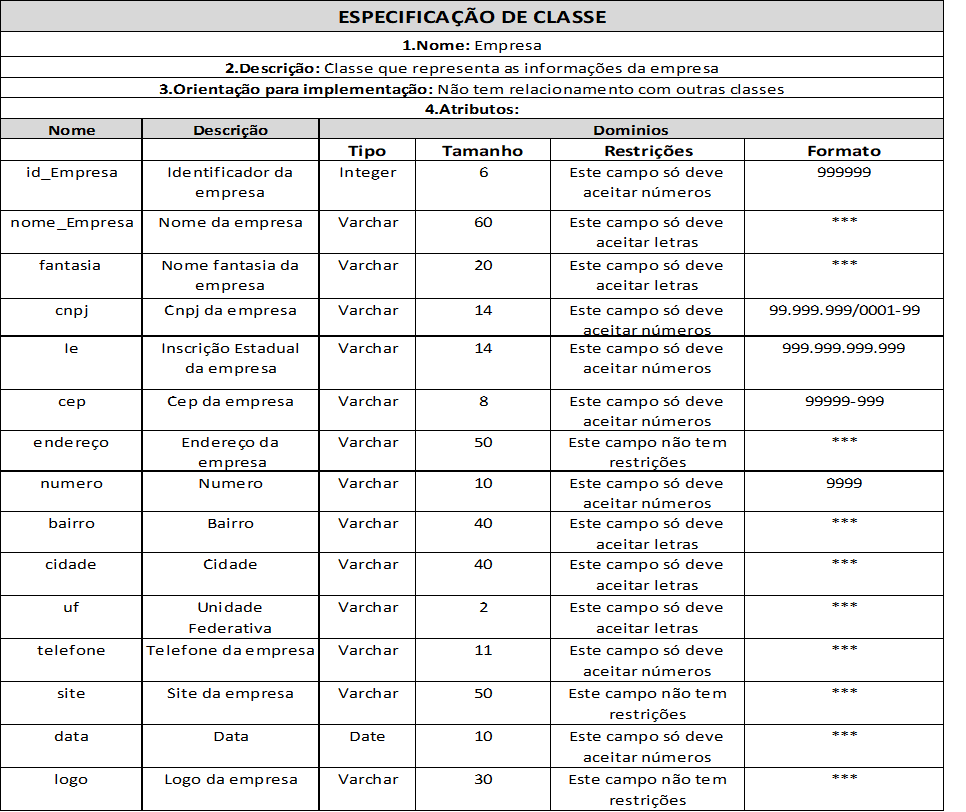 ESPECIFICAÇÃO DE CLASSE
1.Nome: Empresa
2.Descrição: Classe que representa as informações da empresa
3.Orientação para implementação: Não tem relacionamento com outras classes
4.Atributos:
Nome Descrição Dominios
Tipo Tamanho Restrições Formato
id_Empresa Identificador da Integer 6 Este campo só deve 999999
empresa aceitar números
nome_Empresa Nome da empresa Varchar 60 Este campo só deve ***
aceitar letras
fantasia Nome fantasia da Varchar 20 Este campo só deve ***
empresa aceitar letras
cnpj Cnpj da empresa Varchar 14 Este campo só deve 99.999.999/0001-99
aceitar números
Ie Inscrição Estadual Varchar 14 Este campo só deve 999.999.999.999
da empresa aceitar números
cep Cep da empresa Varchar 8 Este campo só deve 99999-999
aceitar números
endereço Endereço da Varchar 50 Este campo não tem ***
empresa restrições
numero Numero Varchar 10 Este campo só deve 9999
aceitar números
bairro Bairro Varchar 40 Este campo só deve ***
aceitar letras
cidade Cidade Varchar 40 Este campo só deve ***
aceitar letras
uf Unidade Varchar 2 Este campo só deve ***
Federativa aceitar letras
telefone Telefone da empresa Varchar 11 Este campo só deve ***
aceitar números
site Site da empresa Varchar 50 Este campo não tem ***
restrições
data Data Date 10 Este campo só deve ***
aceitar números
logo Logo da empresa Varchar 30 Este campo não tem ***
restrições